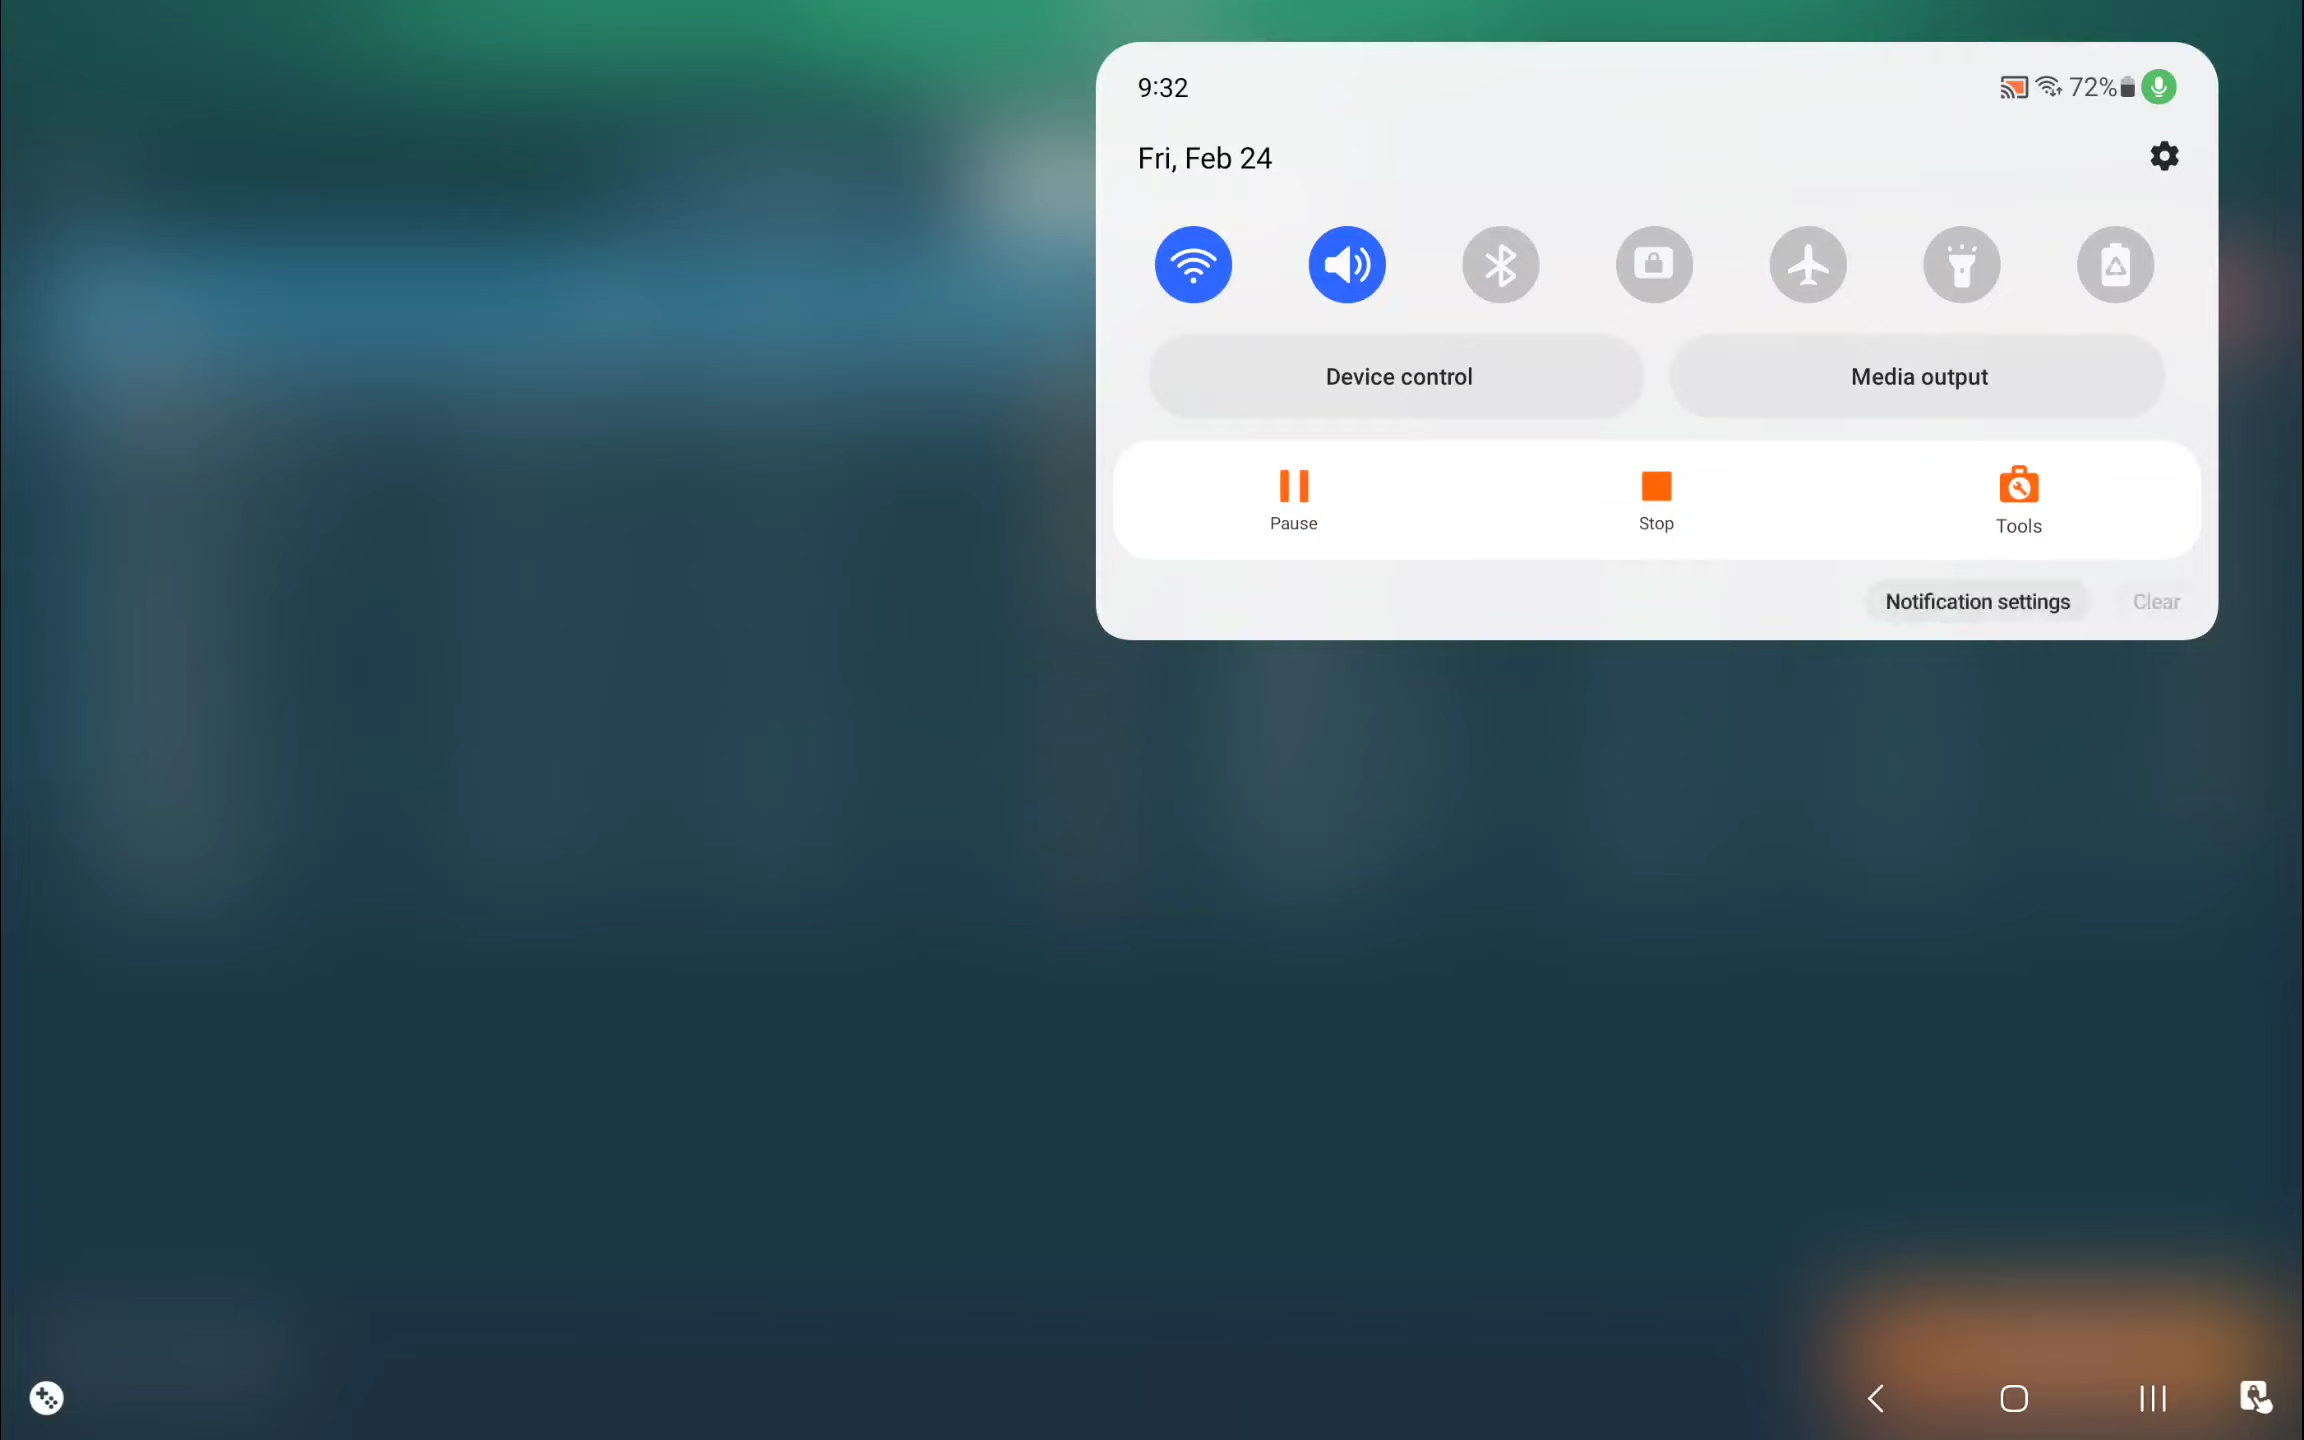 9:32
72%
Fri, Feb 24
Device control
Media output
Pause
Stop
Tools
Notification settings
Clear